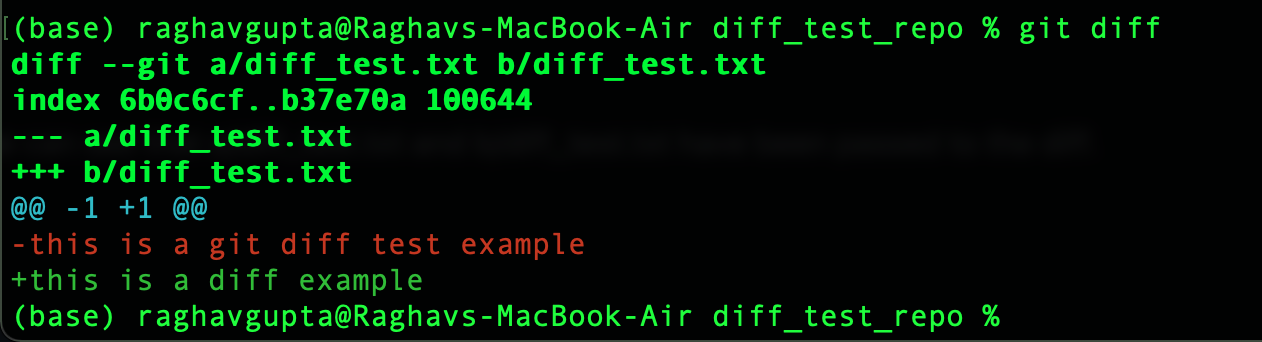 (base) raghavgupta@Raghavs-MacBook-Air diff_test_repo % git diff
diff --git a/diff_test.txt b/diff_test.txt
index 6b0c6cf..b37e70a 100644
--- a/diff_test.txt
+++ b/diff_test.txt
@@ -1 +1 @@
-this is a git diff test example
+this is a diff example
(base) raghavgupta@Raghavs-MacBook-Air diff_test_repo %